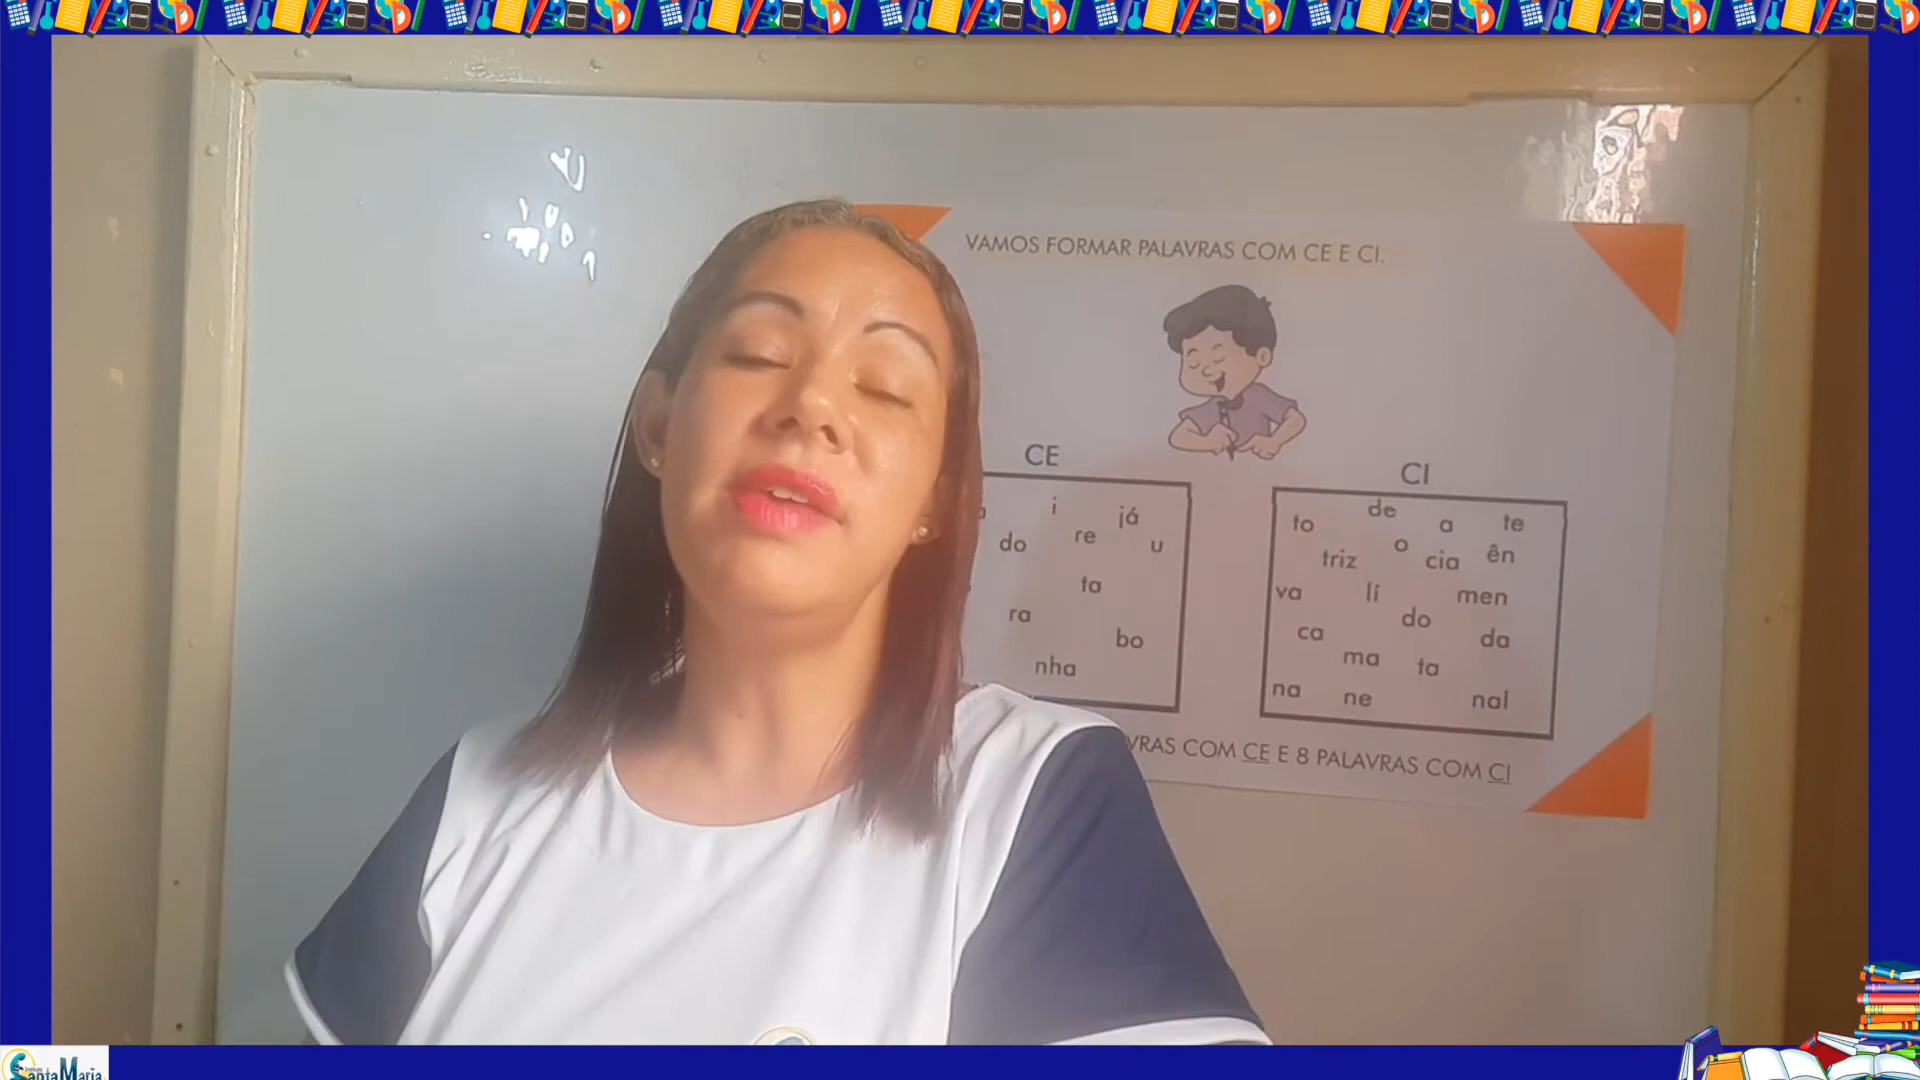 VAMOS FORMAR PALAVRAS COM CE E CI.
CE
i já
do re u
ta
ra
bo
nha
CI
to de a te
triz o cia ên
va lí men
ca do da
ma ta
na ne nal
COM CE E 8 PALAVRAS COM CI
Santa Maria